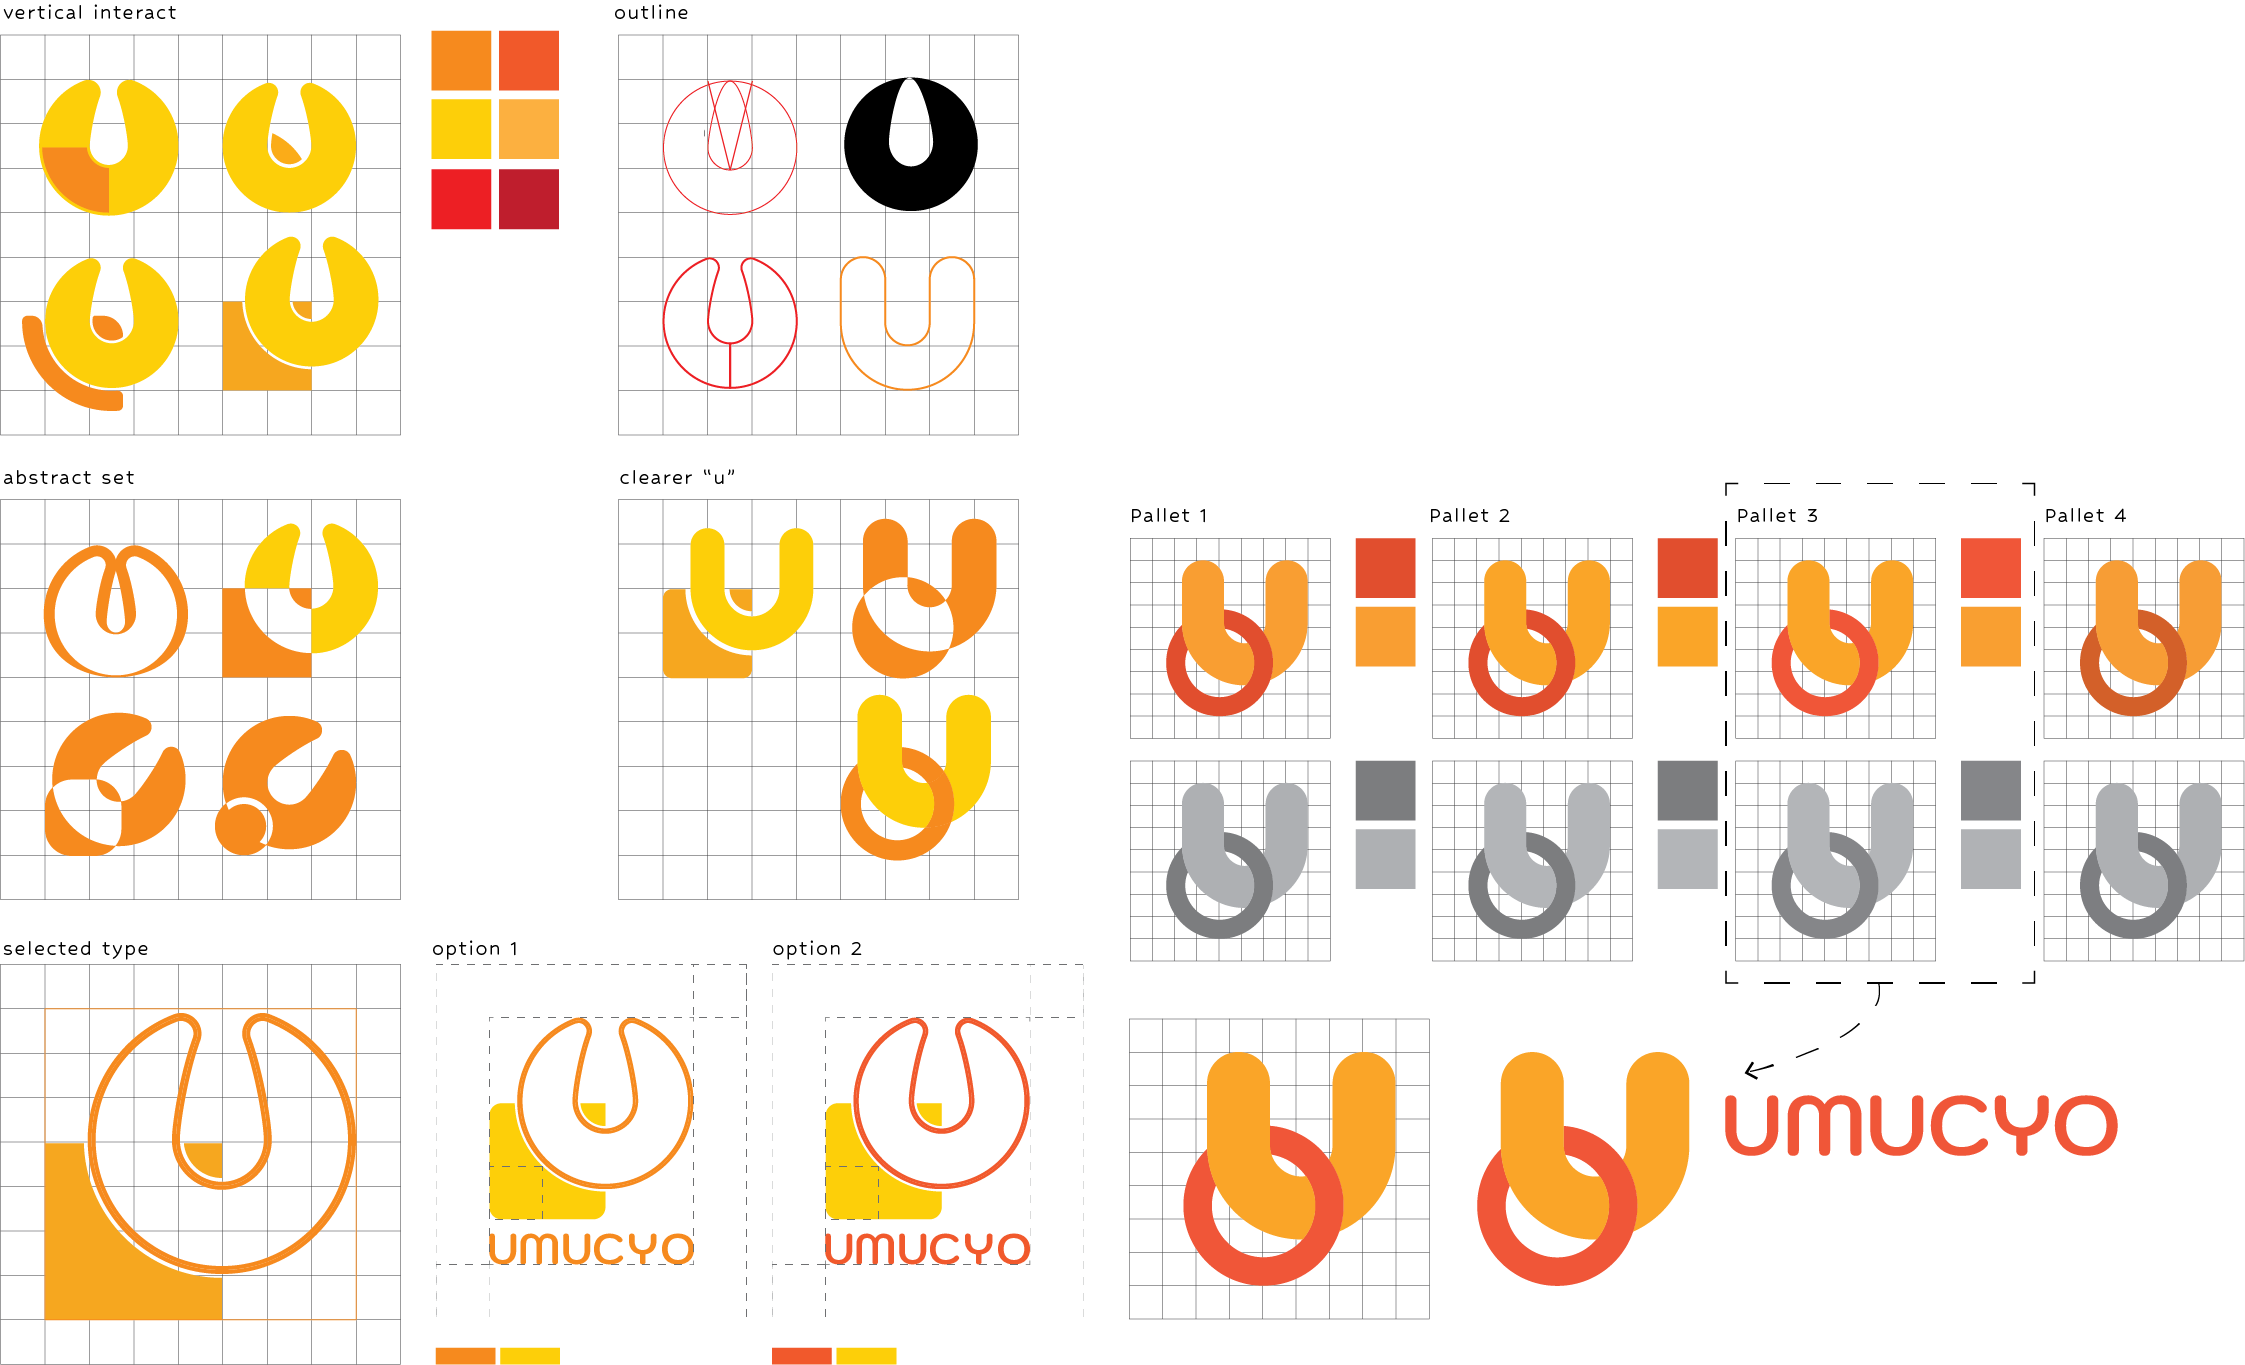 vertical interact
outline
abstract set
clearer “u”
Pallet 1
Pallet 2
Pallet 3
Pallet 4
selected type
option 1
option 2
UMUCYO
UMUCYO
UMUCYO